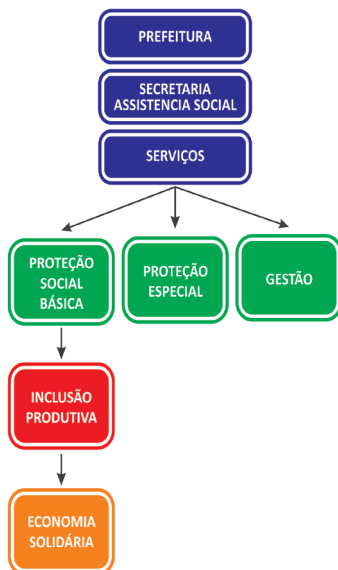 PREFEITURA
SECRETARIA
ASSISTENCIA SOCIAL
SERVIÇOS
PROTEÇÃO
SOCIAL
BÁSICA
PROTEÇÃO
ESPECIAL
GESTÃO
INCLUSÃO
PRODUTIVA
ECONOMIA
SOLIDÁRIA